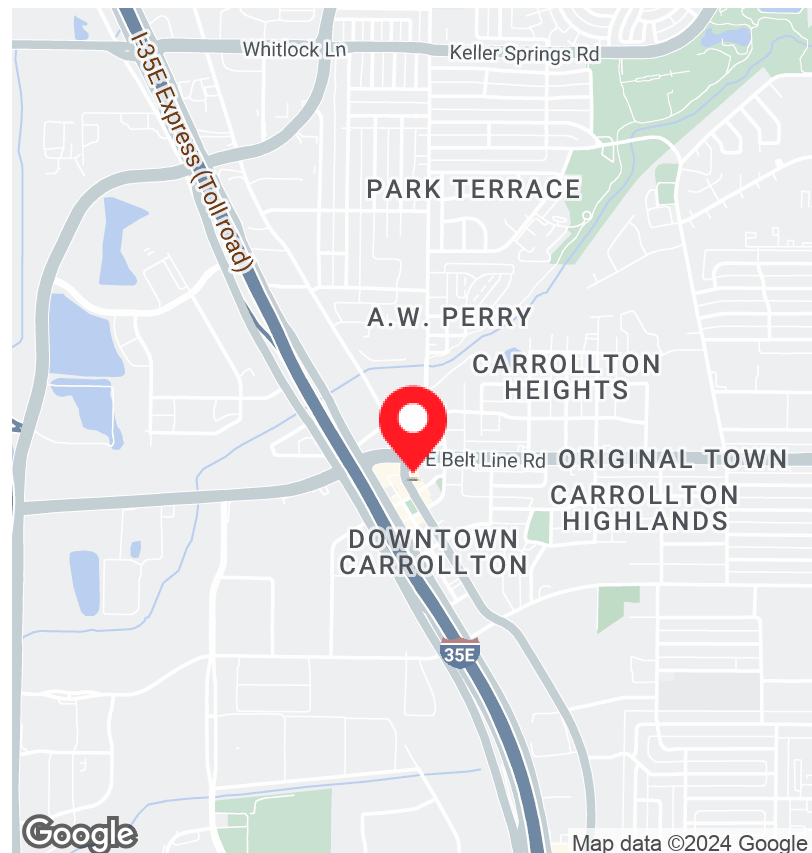 Whitlock Ln
Keller Springs Rd
I-35E Express (Tollroad)
PARK TERRACE
A.W. PERRY
CARROLLTON
HEIGHTS
E Belt Line Rd
ORIGINAL TOWN
CARROLLTON
HIGHLANDS
DOWNTOWN
CARROLLTON
35E
Google
Map data ©2024 Google